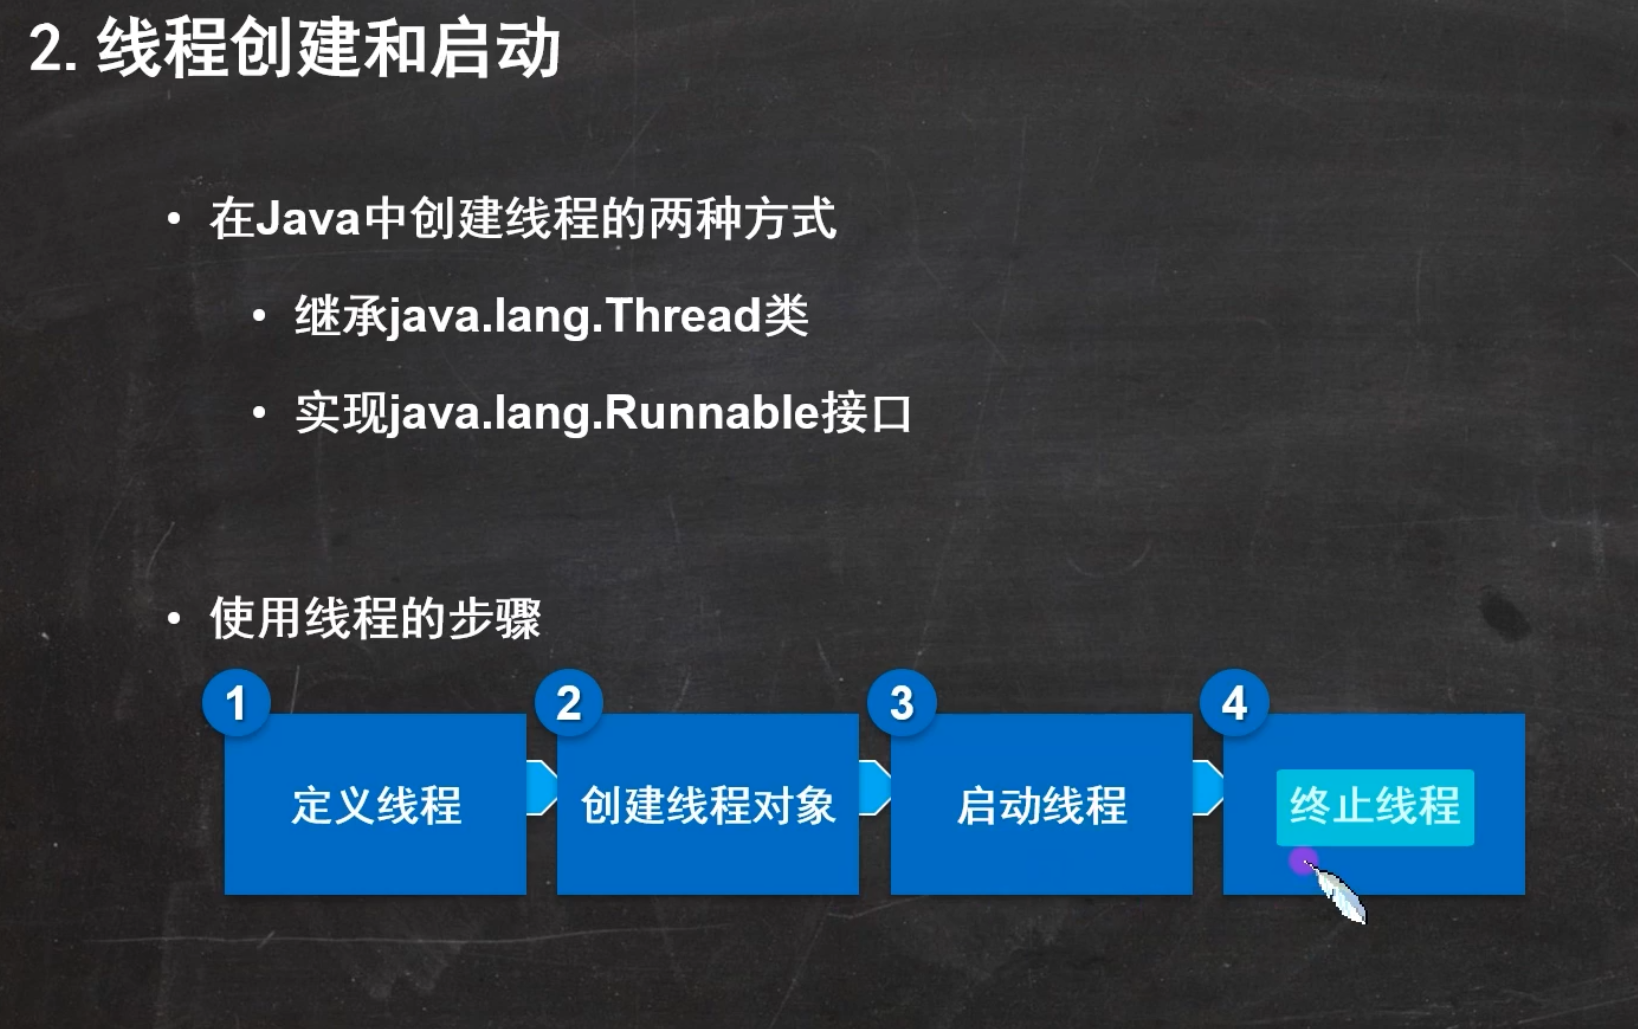 2. 线程创建和启动
• 在Java中创建线程的两种方式
• 继承java.lang.Thread类
• 实现java.lang.Runnable接口
• 使用线程的步骤
1 2 3 4
定义线程 创建线程对象 启动线程 终止线程